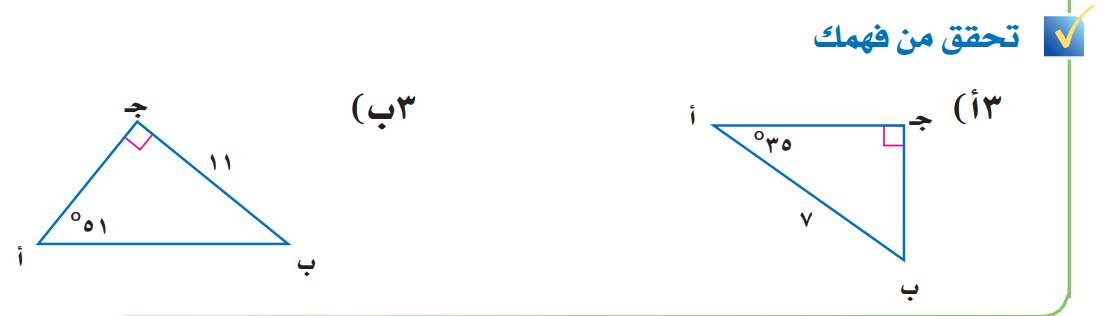 تحقق من فهمك
٣أ)
أ
جـ
٣٥°
٧
ب
٣ب)
جـ
١١
٥١°
أ
ب